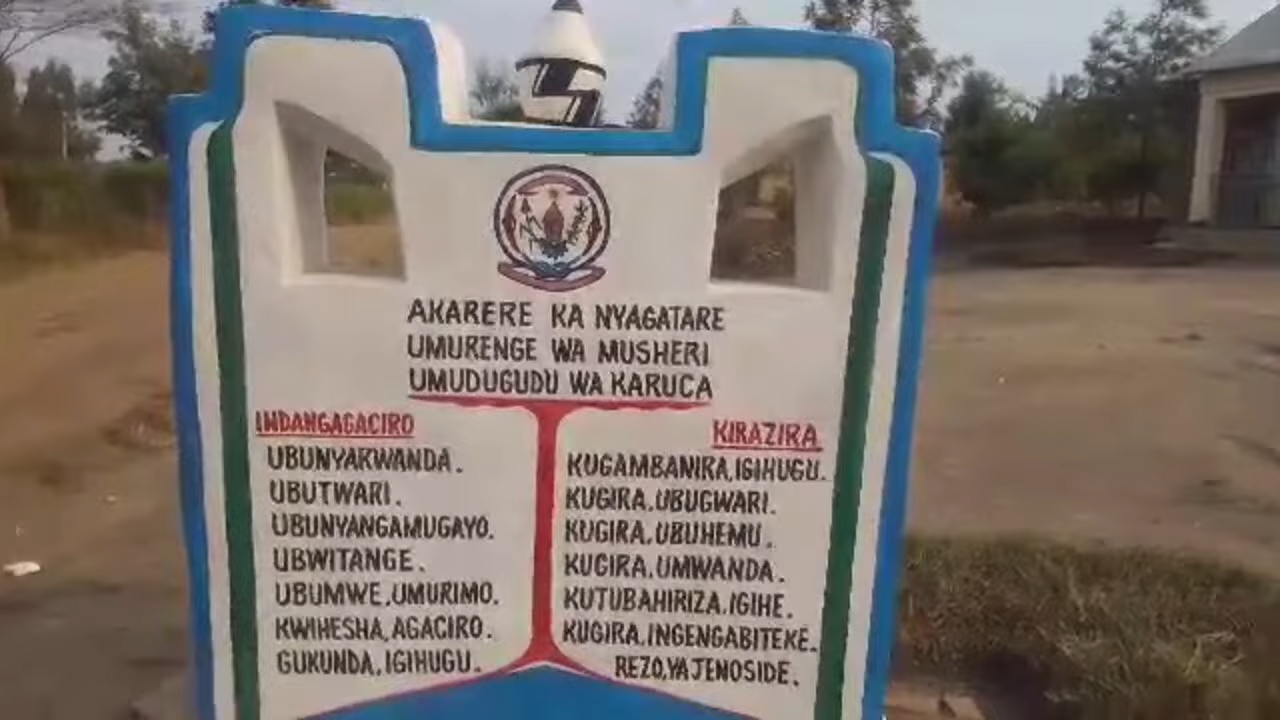 AKARERE KA NYAGATARE
UMURENGE WA MUSHERI
UMUDUGUDU WA KARUCA
INDANGAGACIRO
UBUNYARWANDA.
UBUTWARI.
UBUNYANGAMUGAYO.
UBWITANGE.
UBUMWE,UMURIMO.
KWIHESHA,AGACIRO.
GUKUNDA,IGIHUGU.
KIRAZIRA
KUGAMBANIRA,IGIHUGU.
KUGIRA.UBUGWARI.
KUGIRA.UBUHEMU.
KUGIRA.UMWANDA.
KUTUBAHIRIZA.IGIHE.
KUGIRA.INGENGABITEKE.
REZO,YAJENOSIDE.